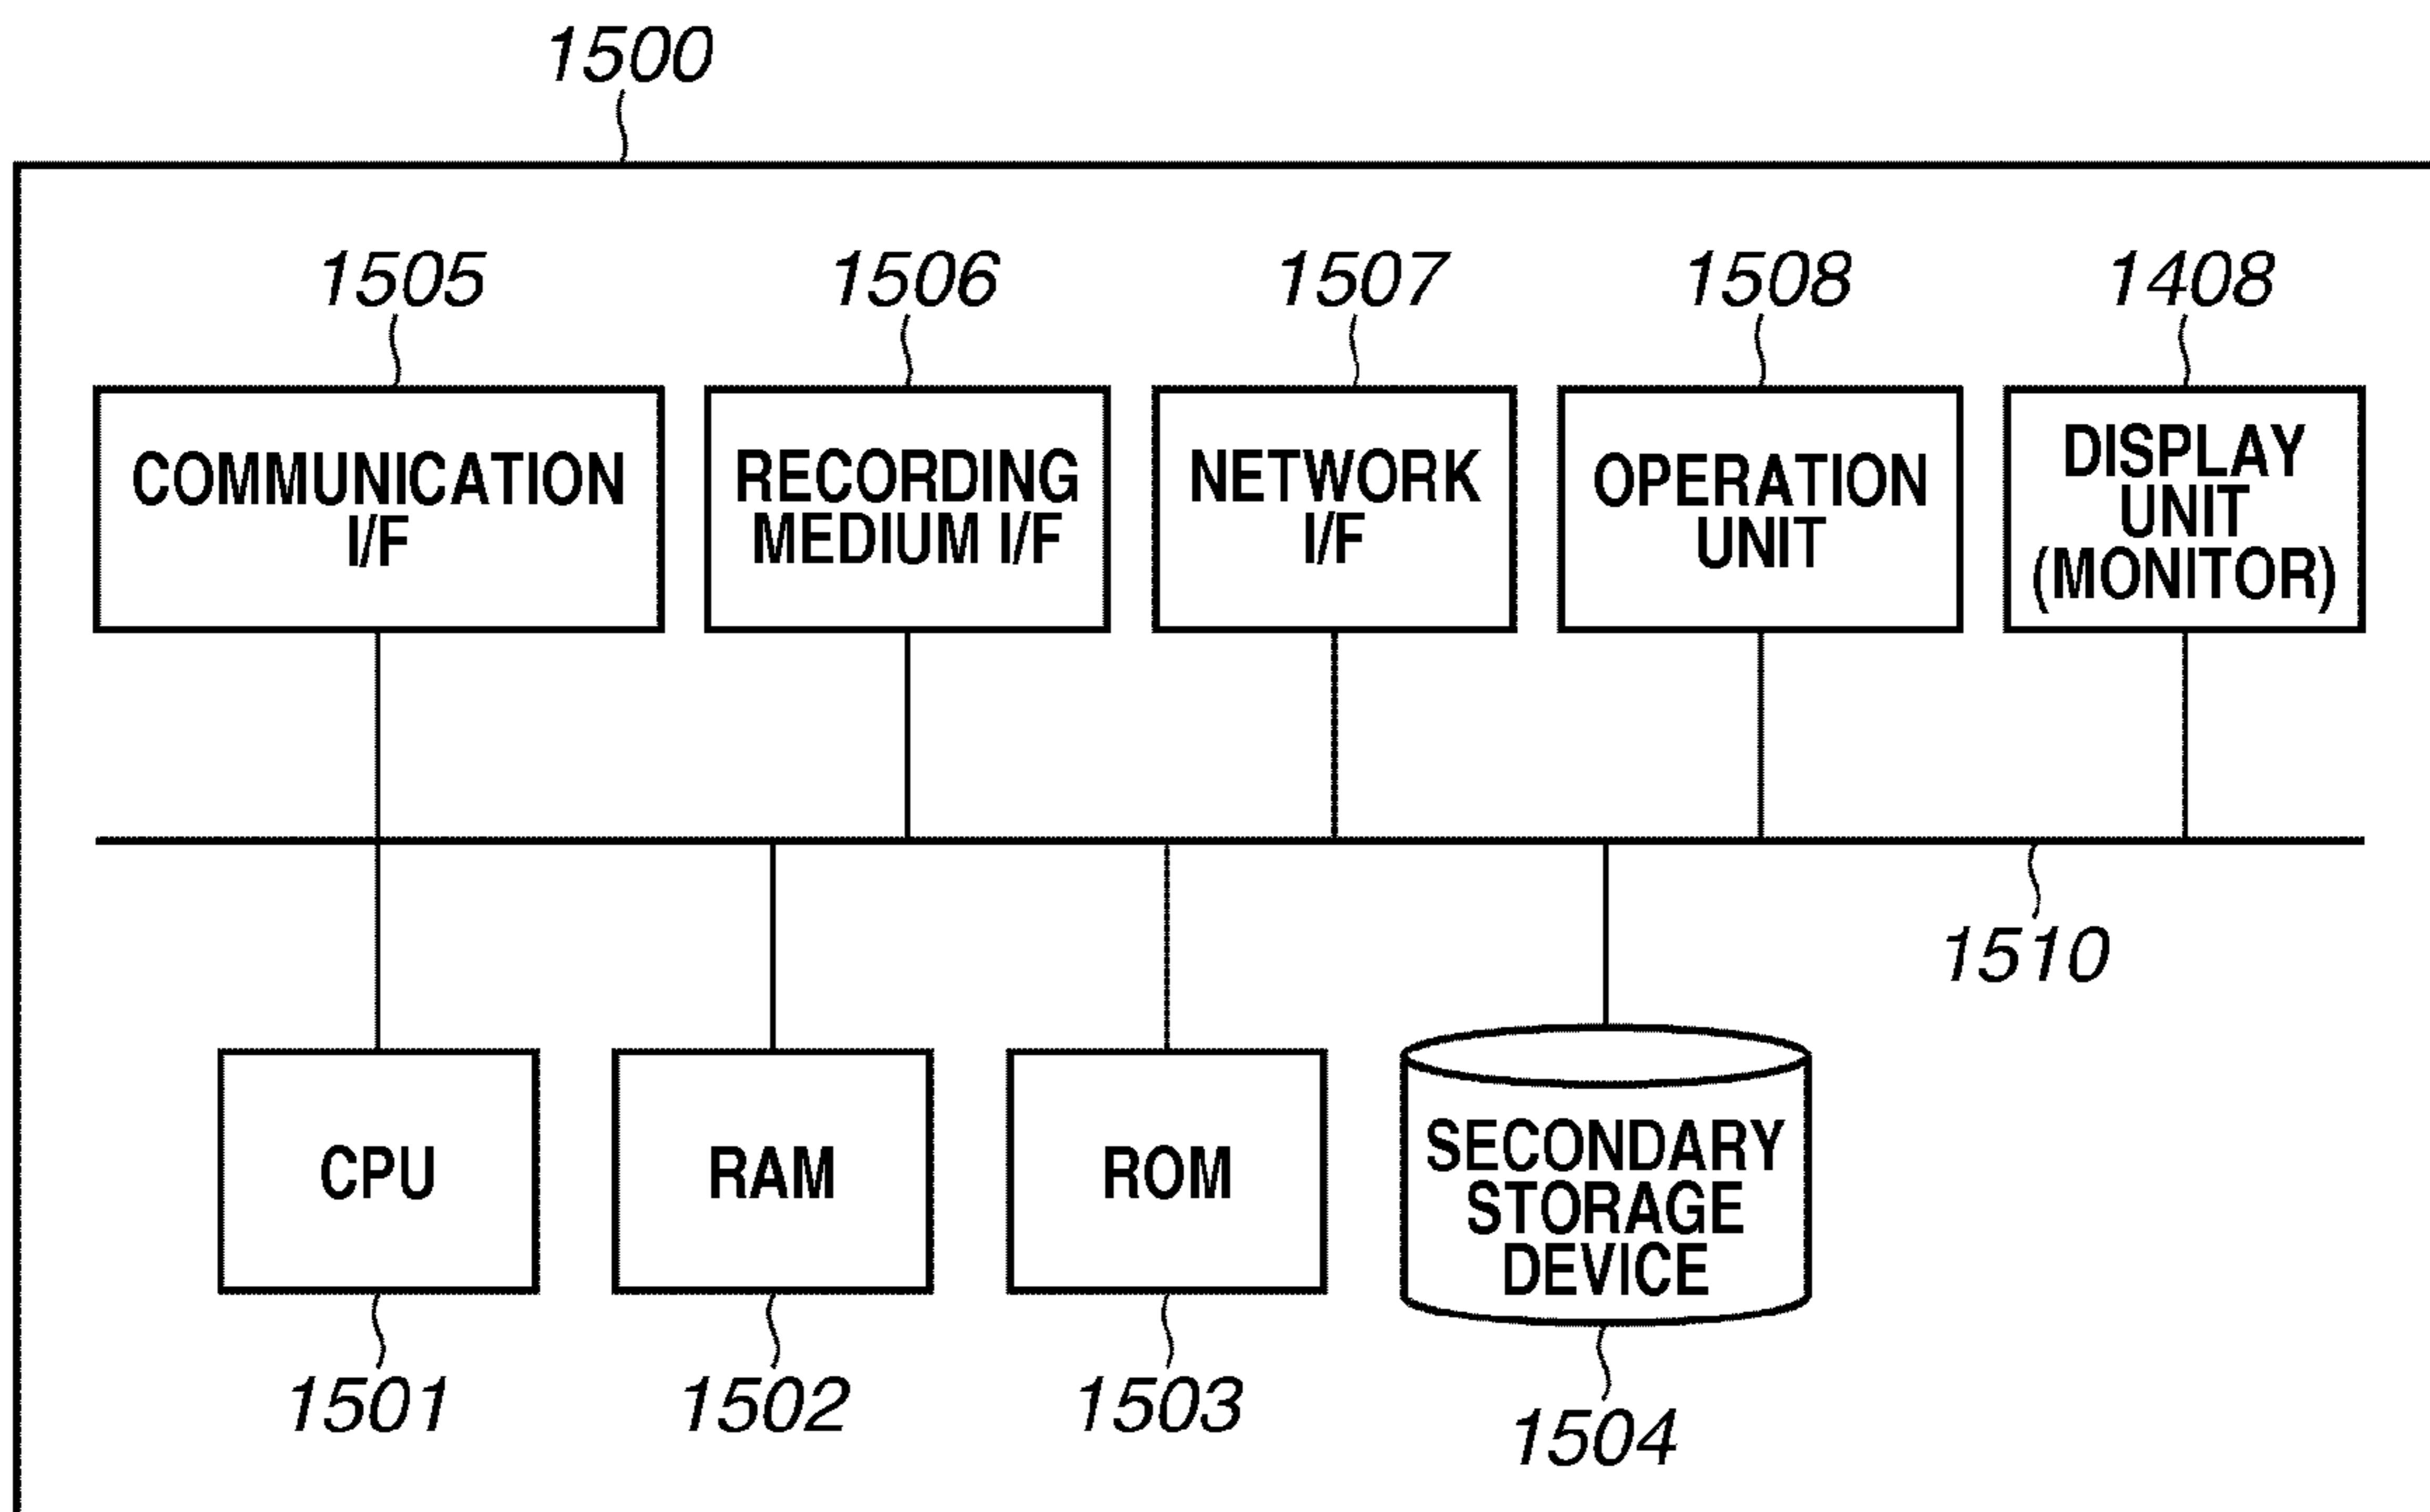 1500
1505
1506
1507
1508
1408
COMMUNICATION
I/F
RECORDING
MEDIUM I/F
NETWORK
I/F
OPERATION
UNIT
DISPLAY
UNIT
(MONITOR)
1510
CPU
RAM
ROM
SECONDARY
STORAGE
DEVICE
1501
1502
1503
1504